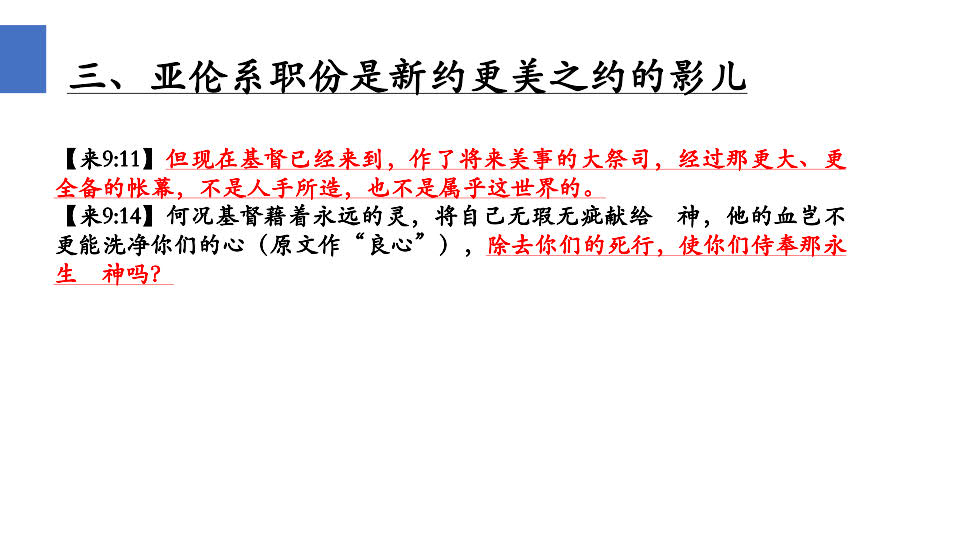 三、亚伦系职份是新约更美之约的影儿
【来9:11】但现在基督已经来到，作了将来美事的大祭司，经过那更大、更
全备的帐幕，不是人手所造，也不是属乎这世界的。
【来9:14】何况基督藉着永远的灵，将自己无瑕无疵献给　神，他的血岂不
更能洗净你们的心（原文作“良心”），除去你们的死行，使你们侍奉那永
生　神吗？